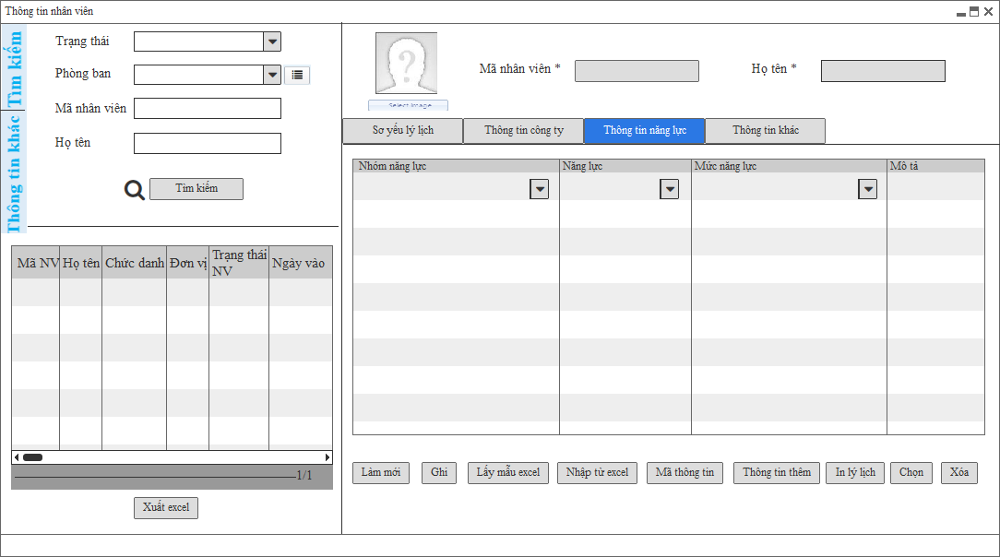 Thông tin nhân viên
Tìm kiếm
Thông tin khác
Trạng thái
Phòng ban
Mã nhân viên
Họ tên
Tìm kiếm
Mã NV
Họ tên
Chức danh
Đơn vị
Trạng thái
NV
Ngày vào
1/1
Xuất excel
Select Image
Mã nhân viên *
Họ tên *
Sơ yếu lý lịch
Thông tin công ty
Thông tin năng lực
Thông tin khác
Nhóm năng lực
Năng lực
Mức năng lực
Mô tả
Làm mới
Ghi
Lấy mẫu excel
Nhập từ excel
Mã thông tin
Thông tin thêm
In lý lịch
Chọn
Xóa